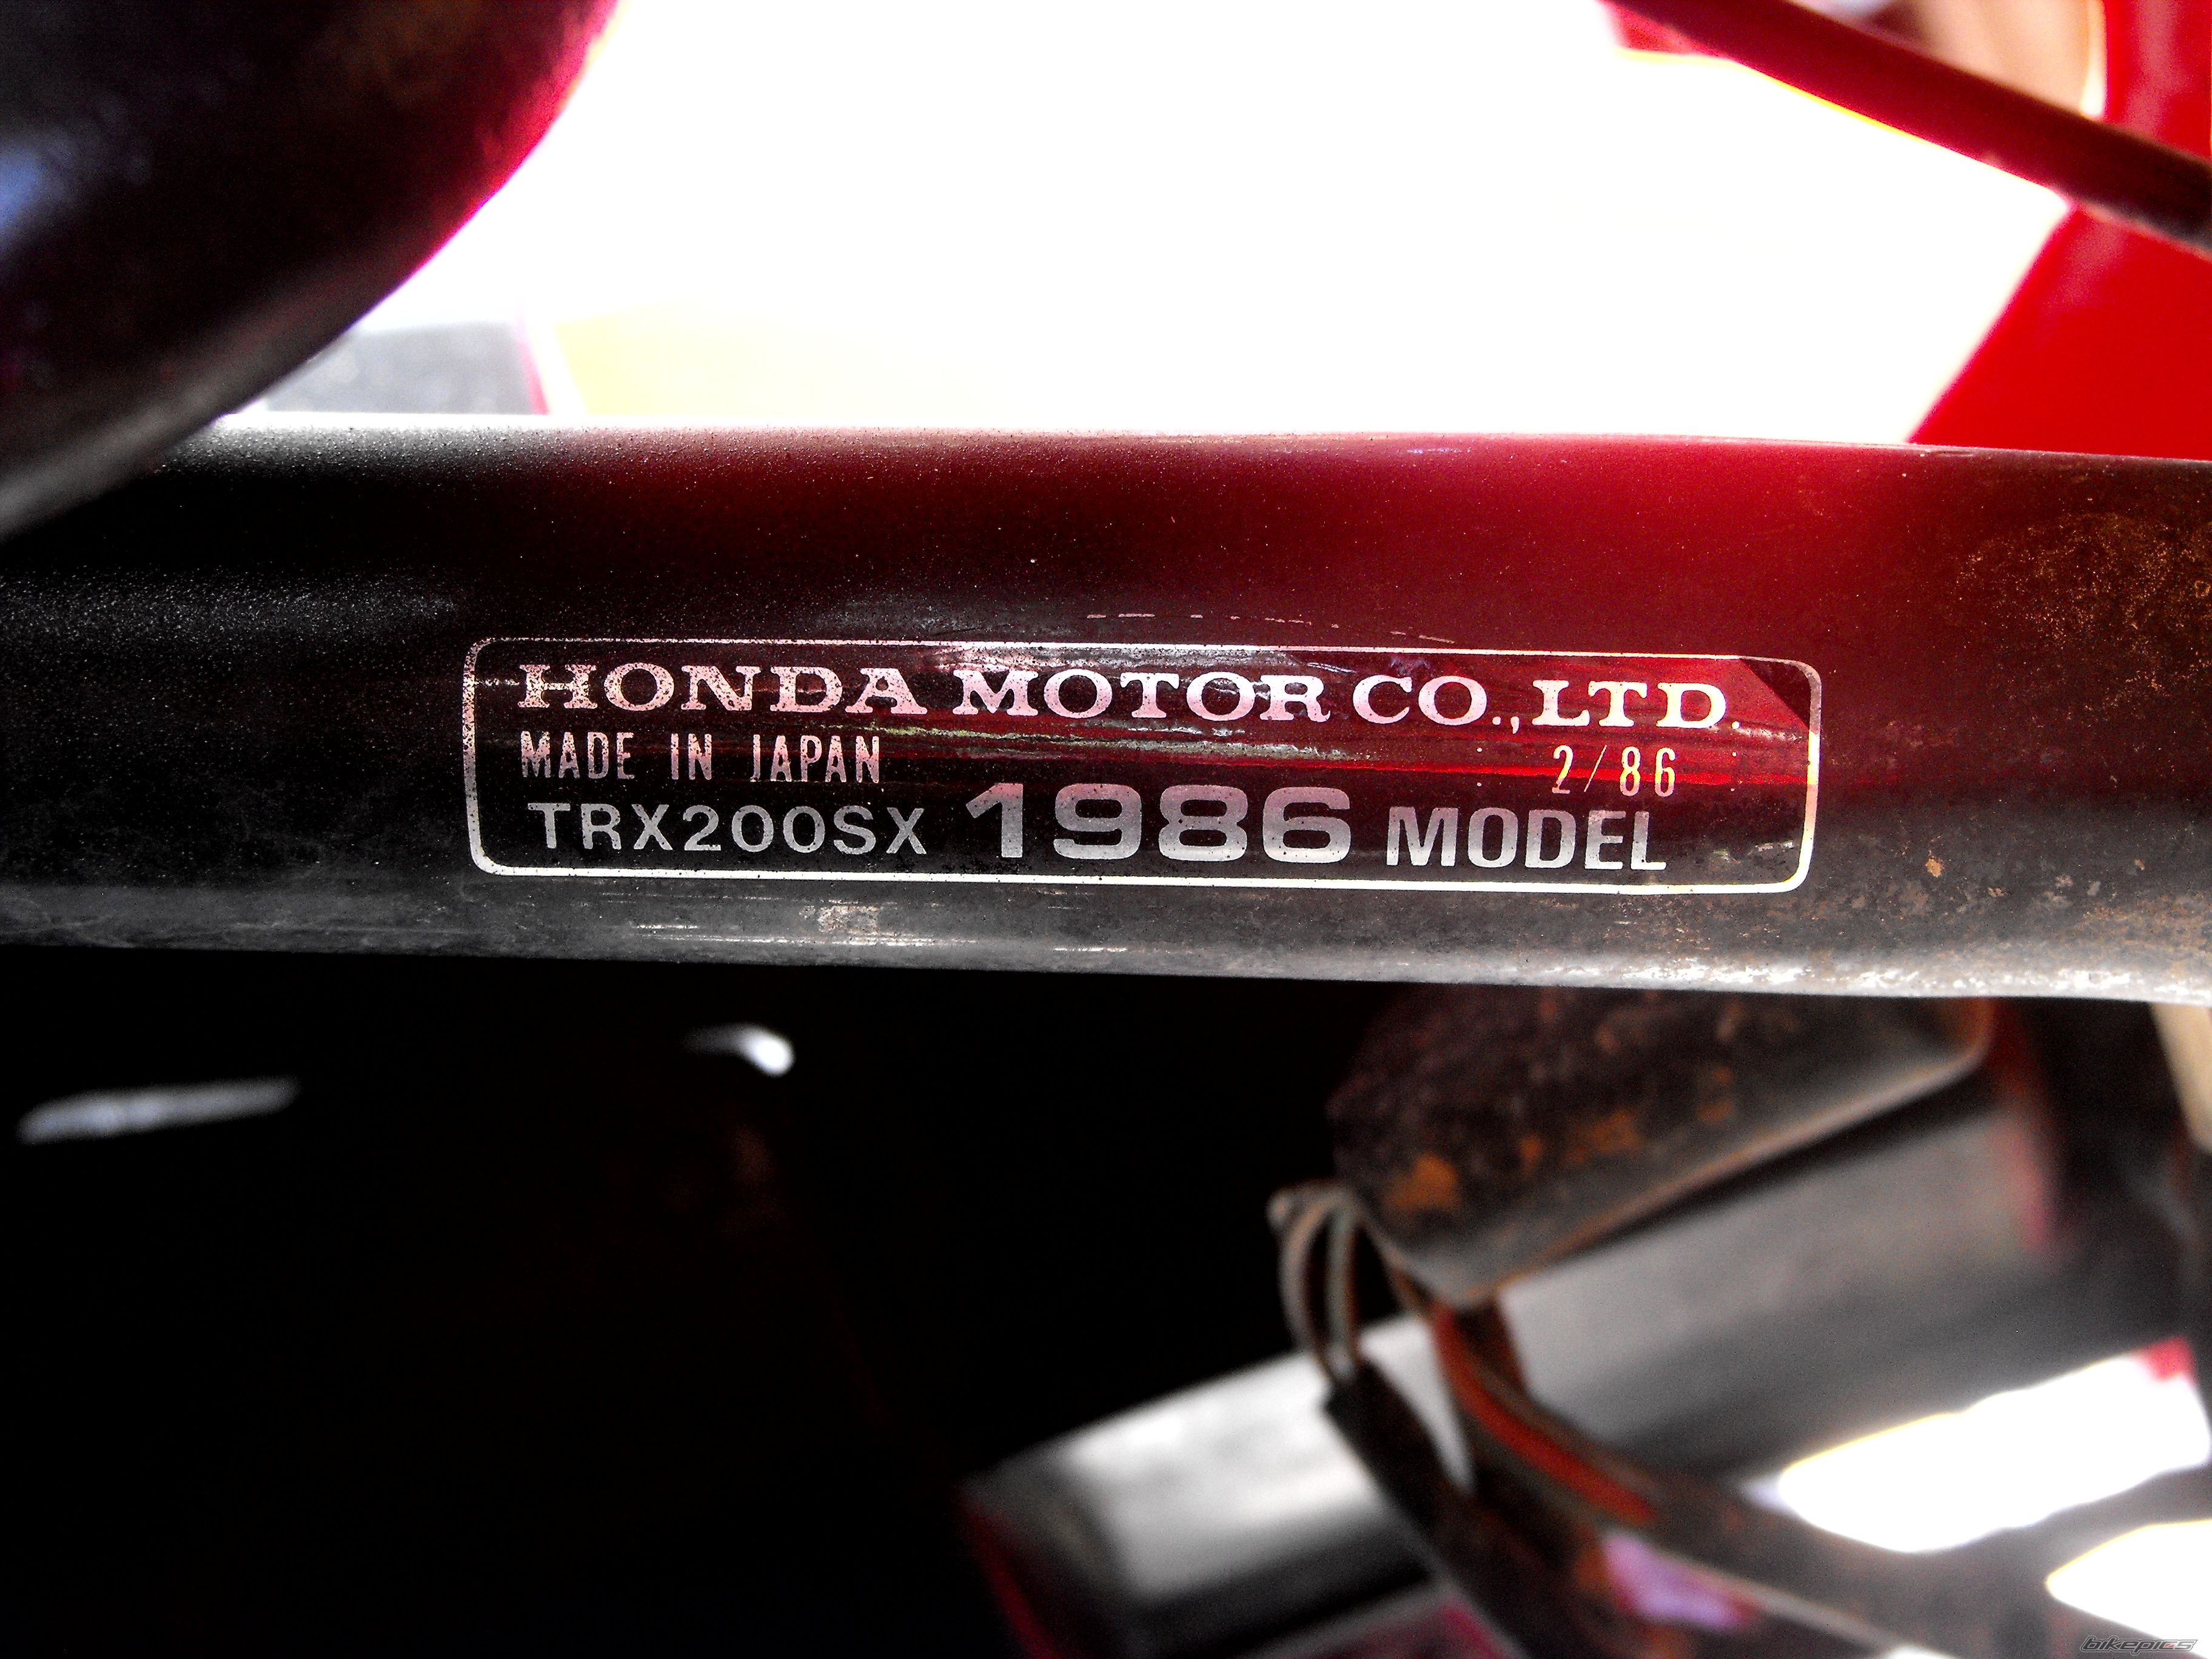 HONDA MOTOR CO., LTD.
MADE IN JAPAN 2/86
TRX200SX 1986 MODEL
bikepics